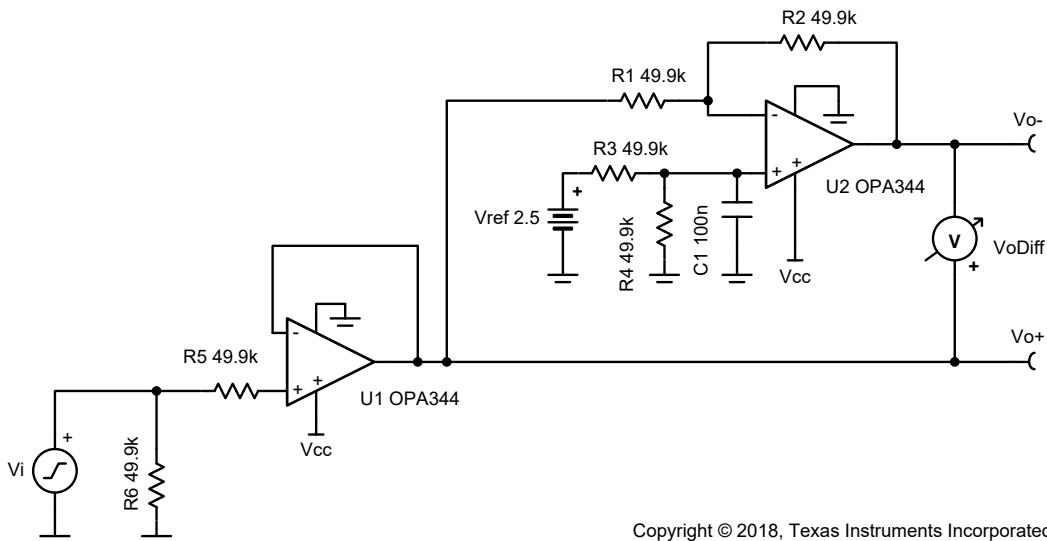 R2 49.9k
R1 49.9k
Vo-
-
R3 49.9k
+
+
+
U2 OPA344
Vref 2.5
R4 49.9k
C1 100n
Vcc
V
VoDiff
+
-
Vo+
R5 49.9k
+
+
U1 OPA344
+
Vcc
Vi
R6 49.9k
Copyright © 2018, Texas Instruments Incorporated